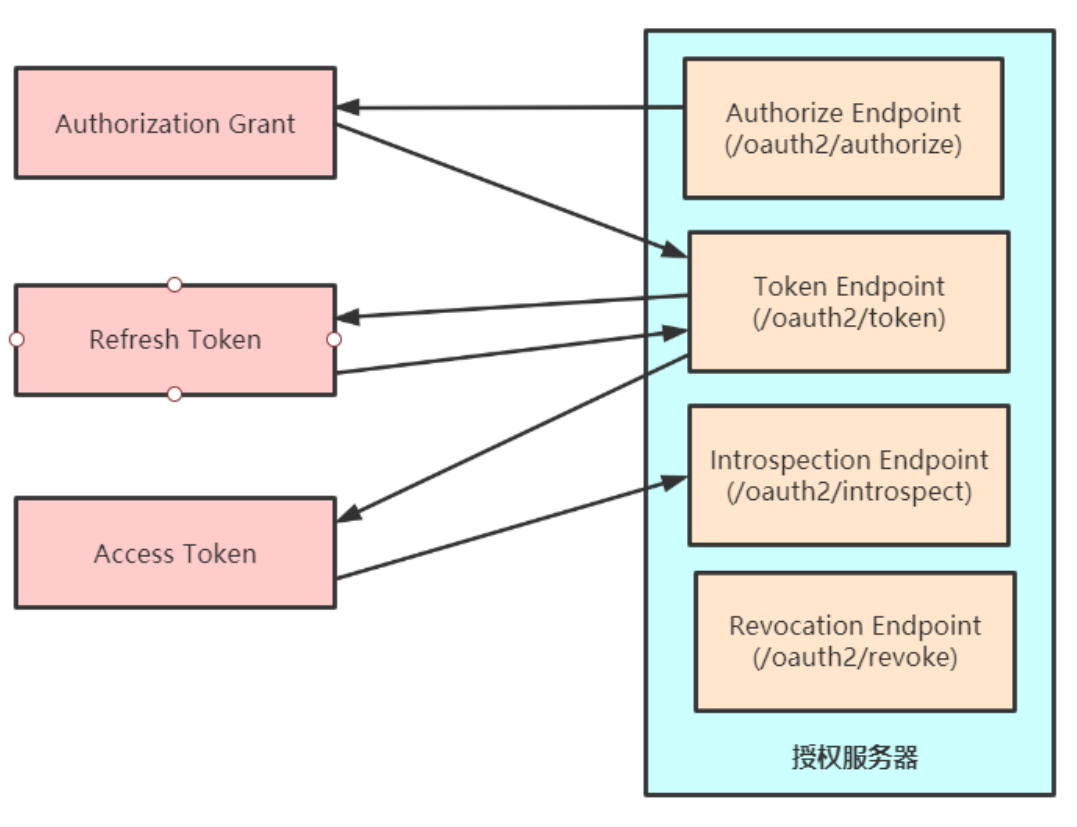 Authorization Grant
Refresh Token
Access Token
Authorize Endpoint
(/oauth2/authorize)
Token Endpoint
(/oauth2/token)
Introspection Endpoint
(/oauth2/introspect)
Revocation Endpoint
(/oauth2/revoke)
授权服务器